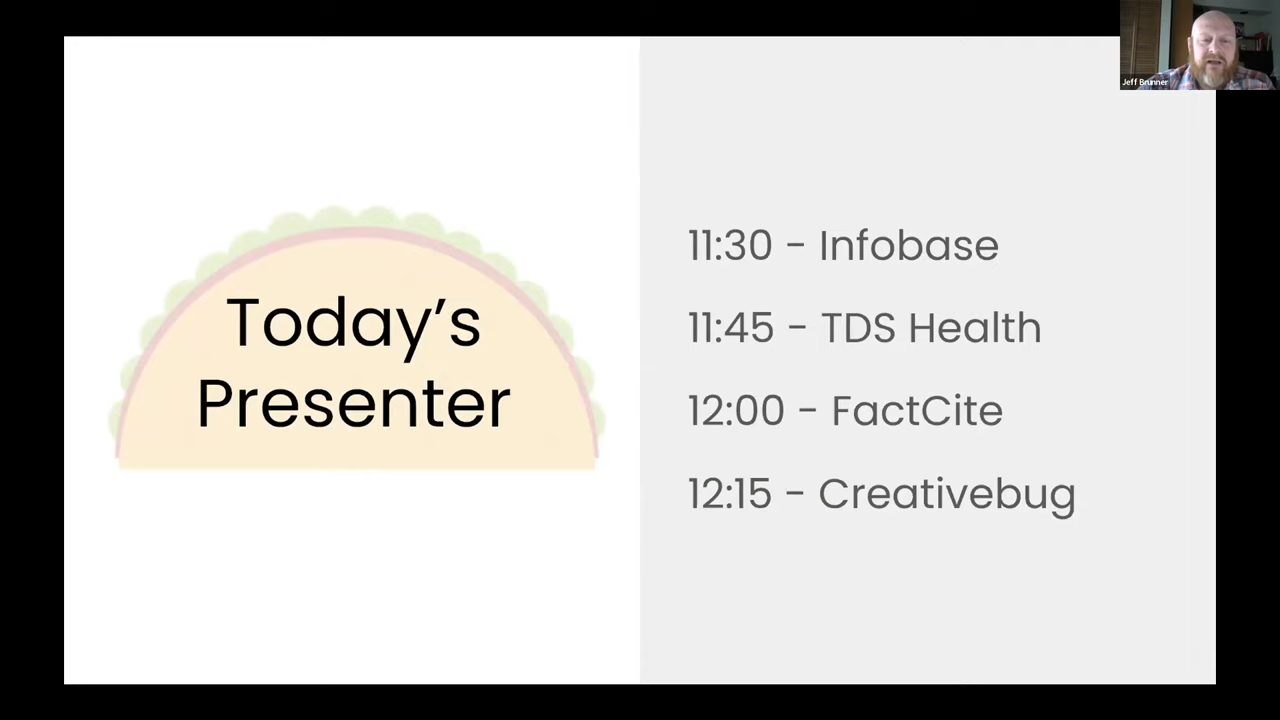 Jeff Brunner
Today's
Presenter
11:30 - Infobase
11:45 - TDS Health
12:00 - FactCite
12:15 - Creativebug